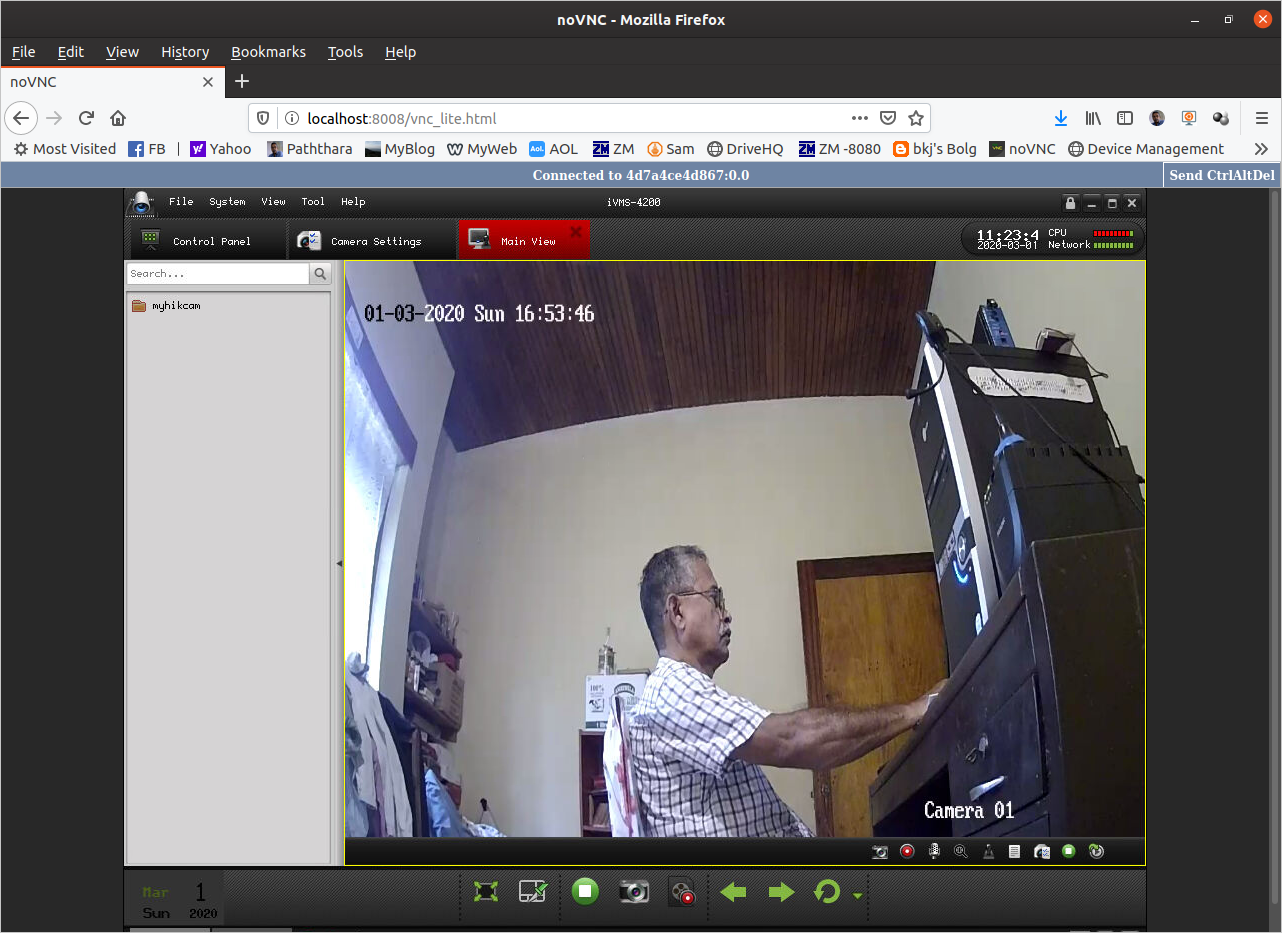 noVNC - Mozilla Firefox
File Edit View History Bookmarks Tools Help
noVNC
localhost:8008/vnc_lite.html
Most Visited FB Yahoo Paththara MyBlog MyWeb AOL ZM Sam DriveHQ ZM -8080 bkj's Bolg noVNC Device Management
Connected to 4d7a4ce4d867:0.0
Send CtrlAltDel
File System View Tool Help
iVMS-4200
Control Panel
Camera Settings
Main View
11:23:4 CPU
2020-03-01 Network
Search...
myhikcam
01-03-2020 Sun 16:53:46
100%
Camera 01
Mar 1
Sun 2020